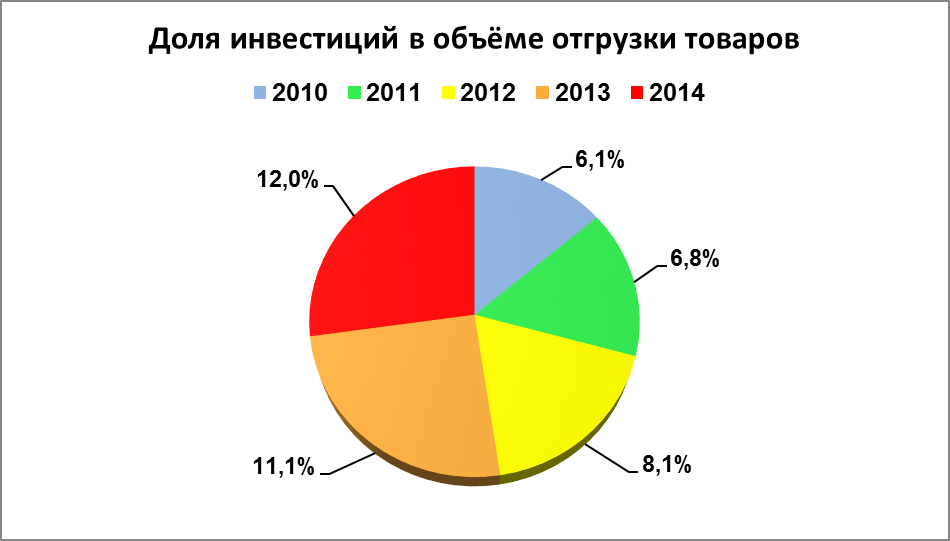 Доля инвестиций в объёме отгрузки товаров
2010 2011 2012 2013 2014
6,1%
12,0%
6,8%
11,1%
8,1%